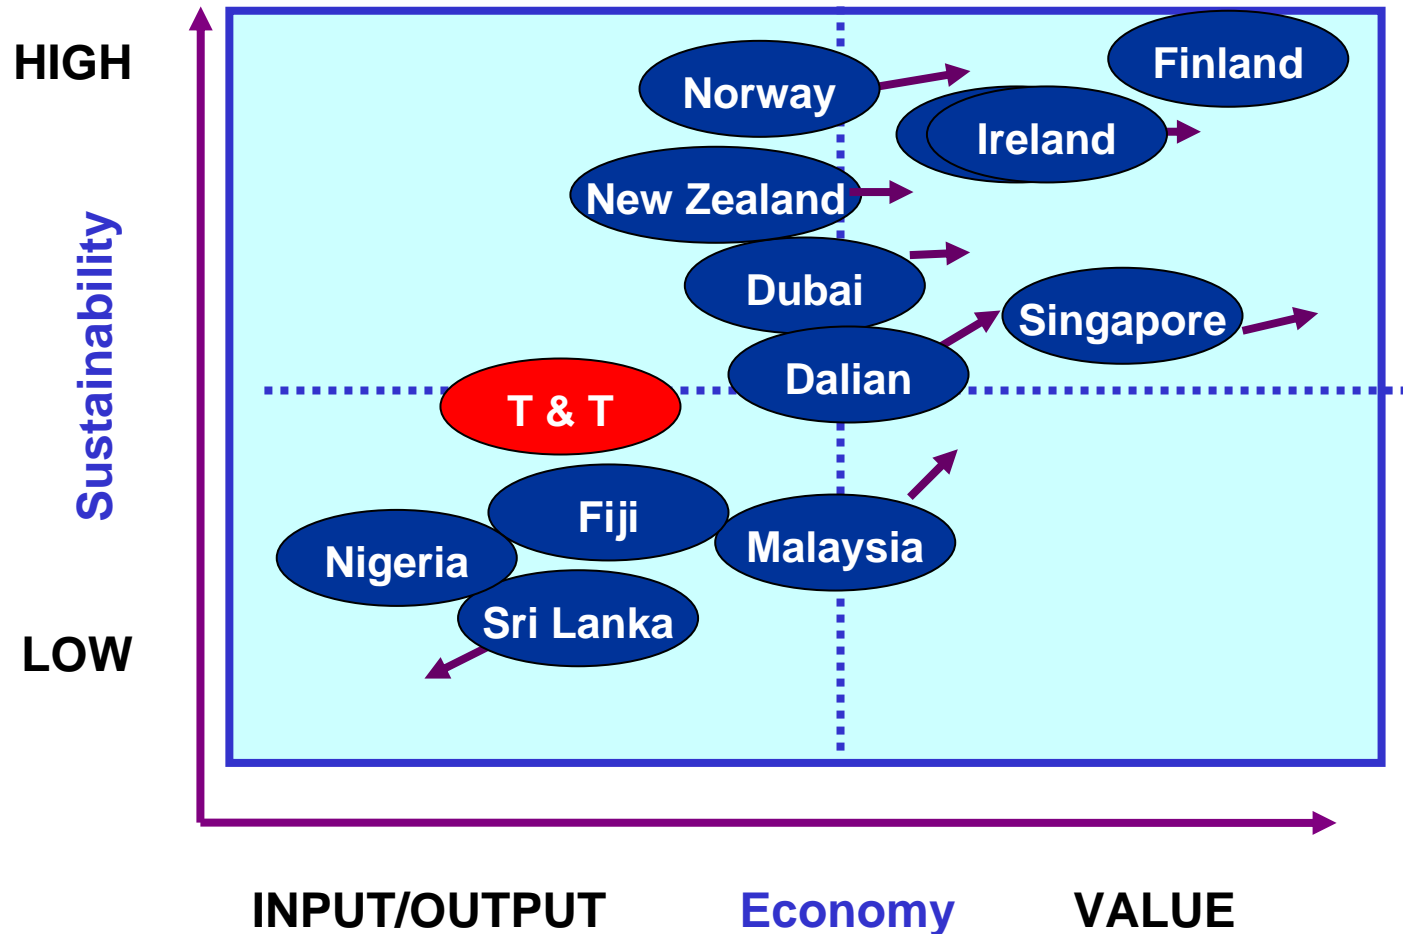 HIGH
Finland
Norway
Ireland
New Zealand
Sustainability
Dubai
Singapore
Dalian
T & T
Fiji
Malaysia
Nigeria
Sri Lanka
LOW
INPUT/OUTPUT
Economy
VALUE